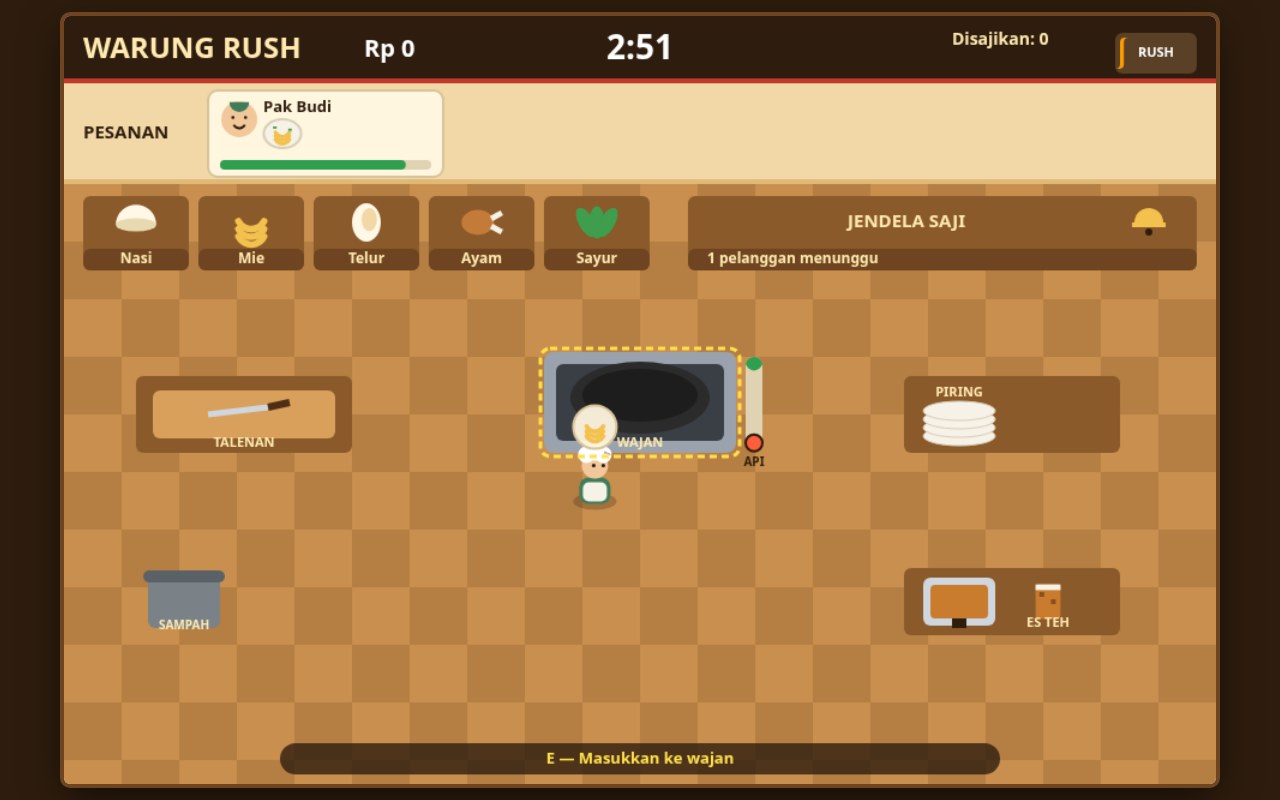 WARUNG RUSH
Rp 0
2:51
Disajikan: 0
RUSH
PESANAN
Pak Budi
Nasi
Mie
Telur
Ayam
Sayur
JENDELA SAJI
1 pelanggan menunggu
TALENAN
WAJAN
API
PIRING
SAMPAH
ES TEH
E — Masukkan ke wajan